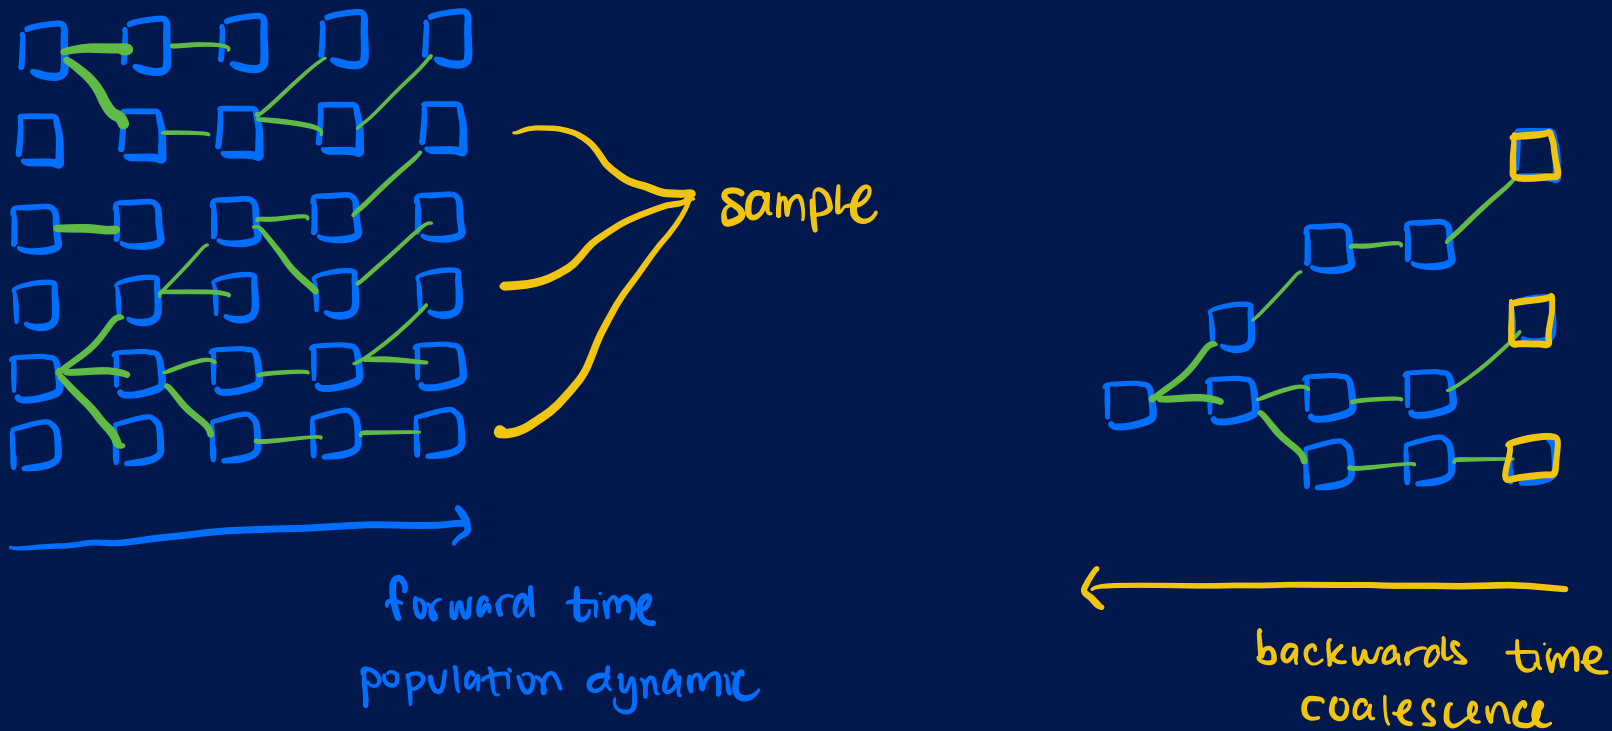 sample
forward time
population dynamic
backwards time
coalescence